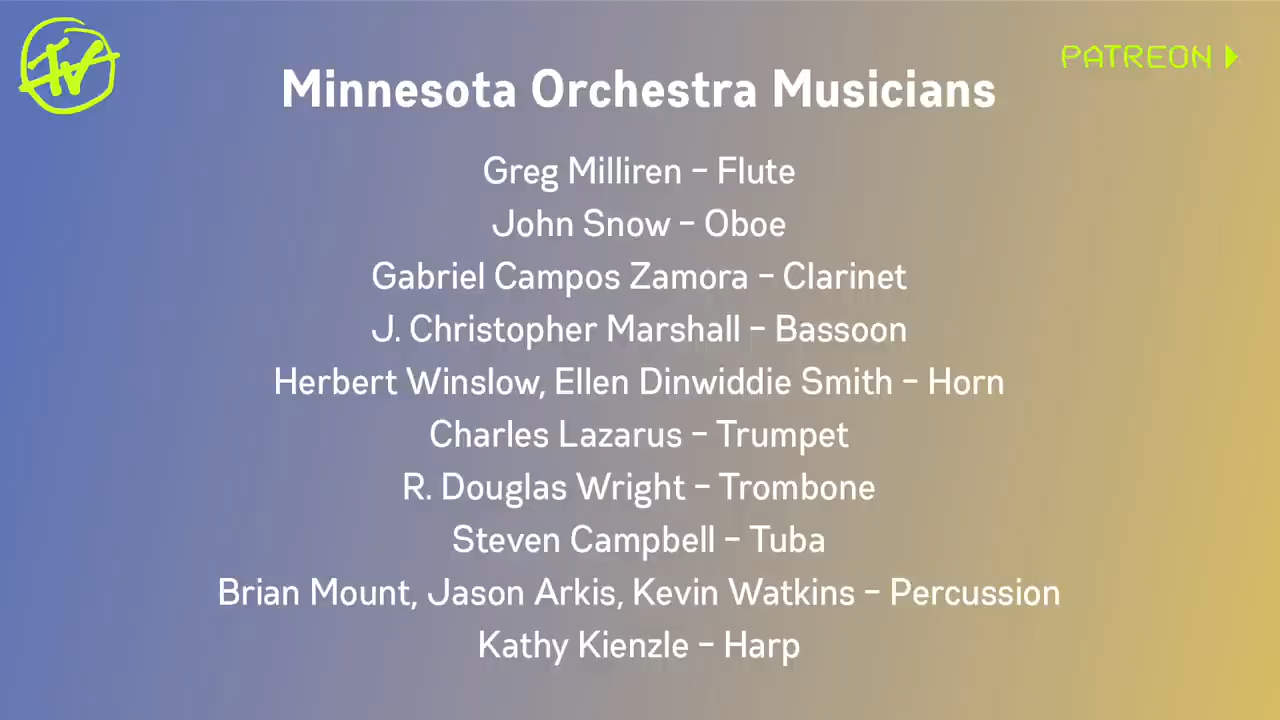 PATREON
Minnesota Orchestra Musicians
Greg Milliren – Flute
John Snow – Oboe
Gabriel Campos Zamora – Clarinet
J. Christopher Marshall – Bassoon
Herbert Winslow, Ellen Dinwiddie Smith – Horn
Charles Lazarus – Trumpet
R. Douglas Wright – Trombone
Steven Campbell – Tuba
Brian Mount, Jason Arkis, Kevin Watkins – Percussion
Kathy Kienzle – Harp